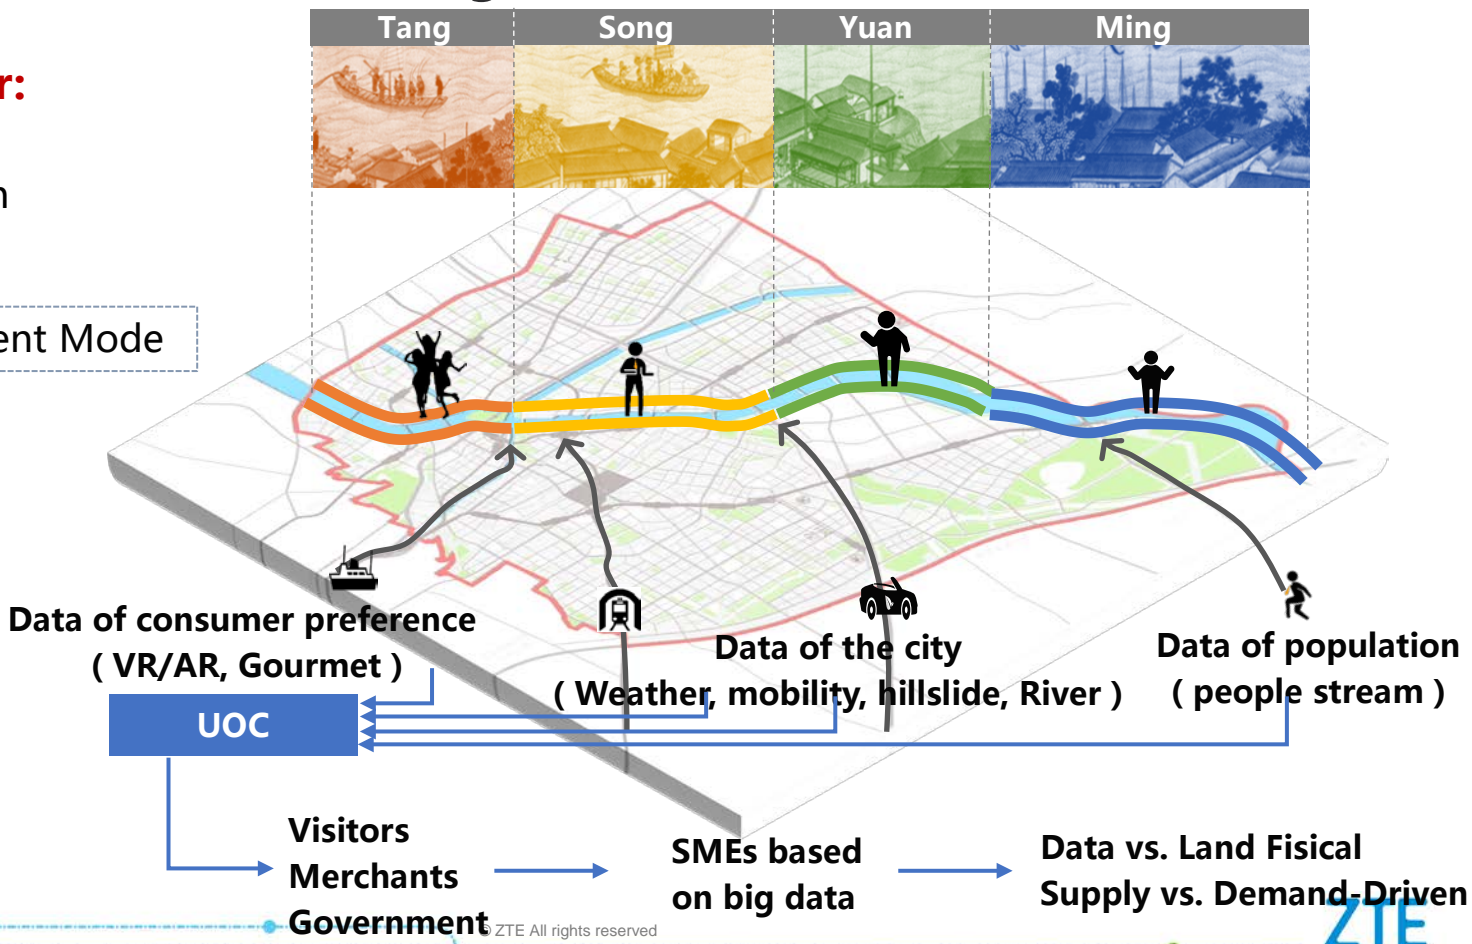 Tang Song Yuan Ming
r:
ent Mode
Data of consumer preference
( VR/AR, Gourmet )
Data of the city
( Weather, mobility, hillslide, River )
Data of population
( people stream )
UOC
Visitors
Merchants
Government
SMEs based
on big data
Data vs. Land Fisical
Supply vs. Demand-Driven
© ZTE All rights reserved
ZTE